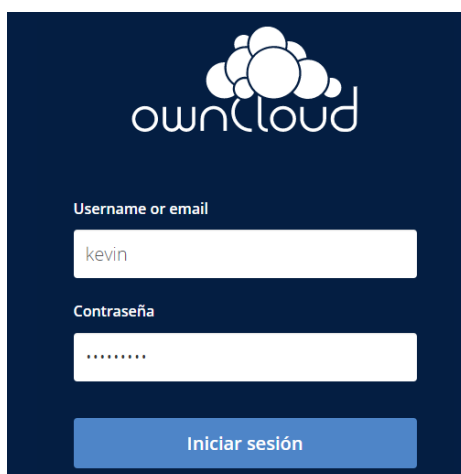 ownCloud
Username or email
kevin
Contraseña
•••••••••
Iniciar sesión